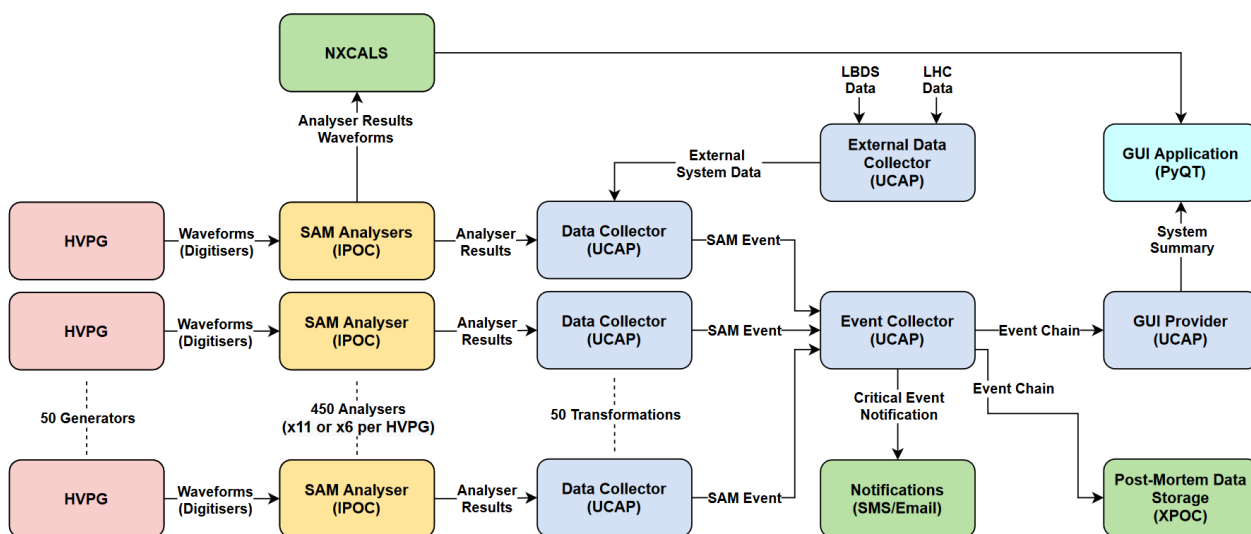 NXCALS
LBDS
Data
LHC
Data
Analyser Results
Waveforms
External Data
Collector
(UCAP)
GUI Application
(PyQT)
External
System Data
HVPG
Waveforms
(Digitisers)
SAM Analysers
(IPOC)
Analyser
Results
Data Collector
(UCAP)
SAM Event
System
Summary
HVPG
Waveforms
(Digitisers)
SAM Analyser
(IPOC)
Analyser
Results
Data Collector
(UCAP)
SAM Event
Event Collector
(UCAP)
Event Chain
GUI Provider
(UCAP)
50 Generators
450 Analysers
(x11 or x6 per HVPG)
50 Transformations
Critical Event
Notification
Event Chain
HVPG
Waveforms
(Digitisers)
SAM Analyser
(IPOC)
Analyser
Results
Data Collector
(UCAP)
SAM Event
Notifications
(SMS/Email)
Post-Mortem Data
Storage
(XPOC)